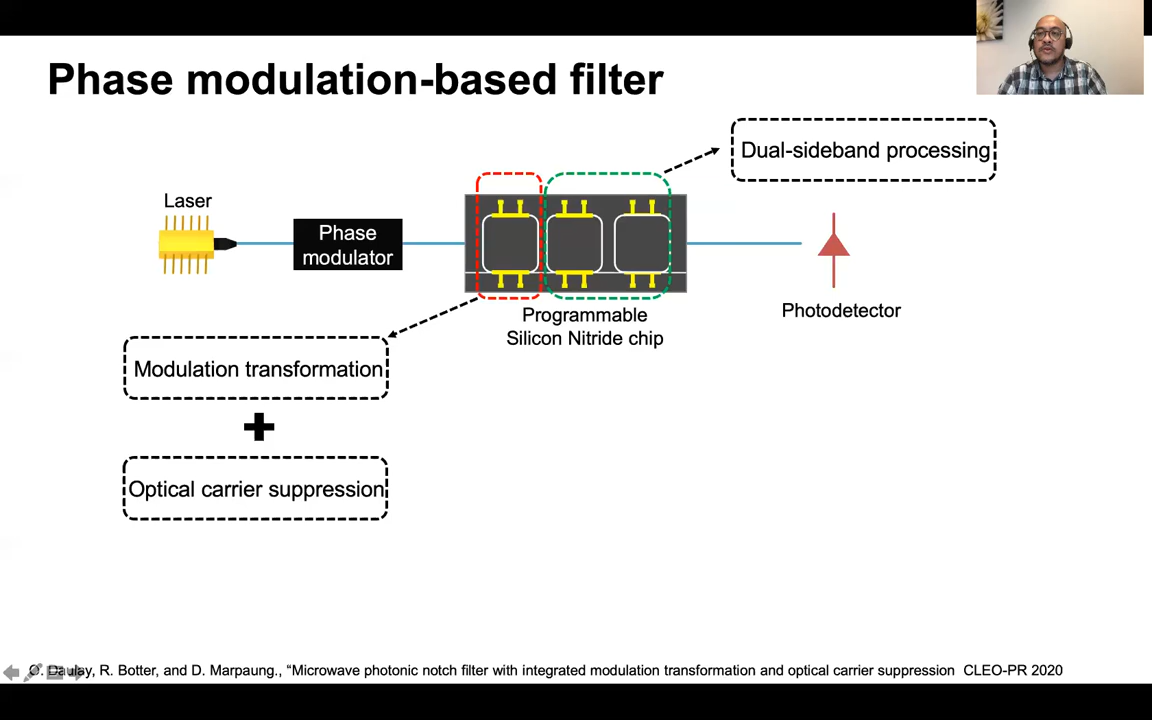 Phase modulation-based filter
Dual-sideband processing
Laser
Phase
modulator
Programmable
Silicon Nitride chip
Photodetector
Modulation transformation
Optical carrier suppression
O. Daulay, R. Botter, and D. Marpaung., “Microwave photonic notch filter with integrated modulation transformation and optical carrier suppression CLEO-PR 2020